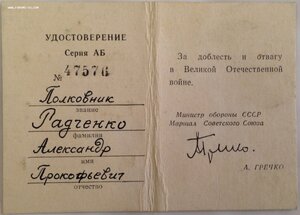 УДОСТОВЕРЕНИЕ
Серия АБ
№ 47576
Полковник
звание
Радченко
фамилия
Александр
имя
Прокофьевич
отчество
За доблесть и отвагу
в Великой Отечественной
войне.
Министр обороны СССР
Маршал Советского Союза
А. ГРЕЧКО